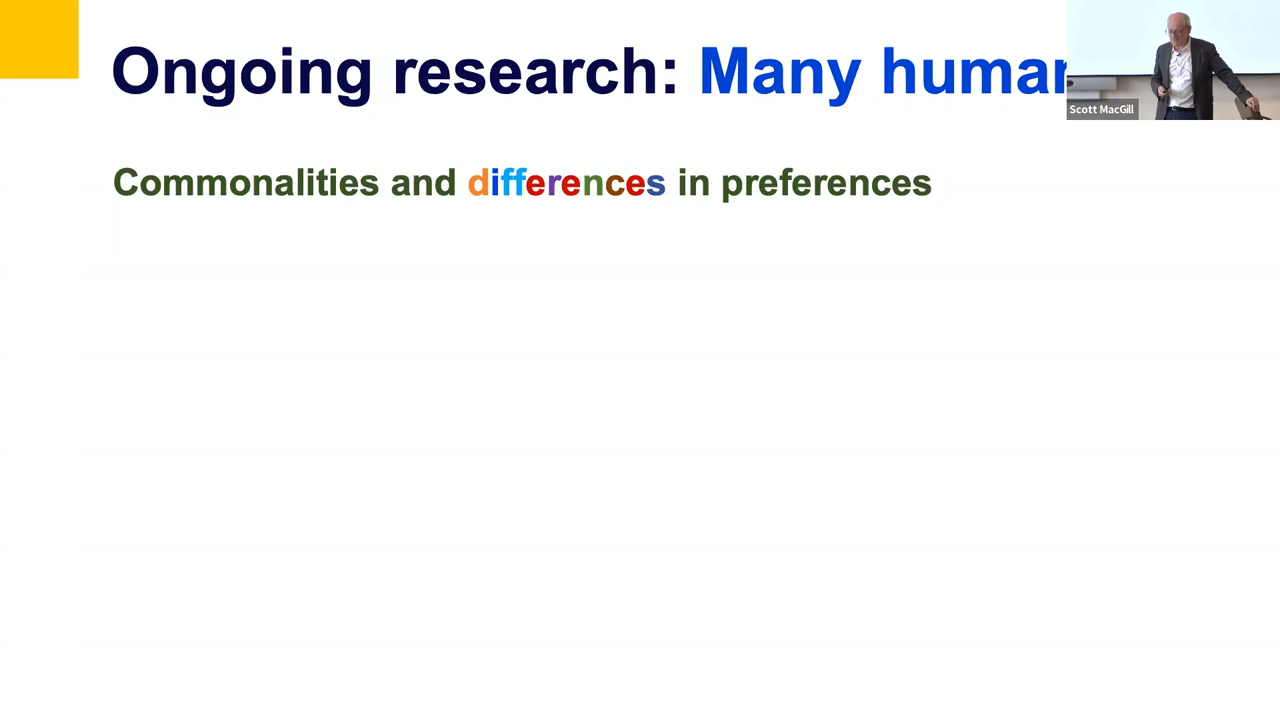 Ongoing research: Many human
Scott MacGill
Commonalities and differences in preferences